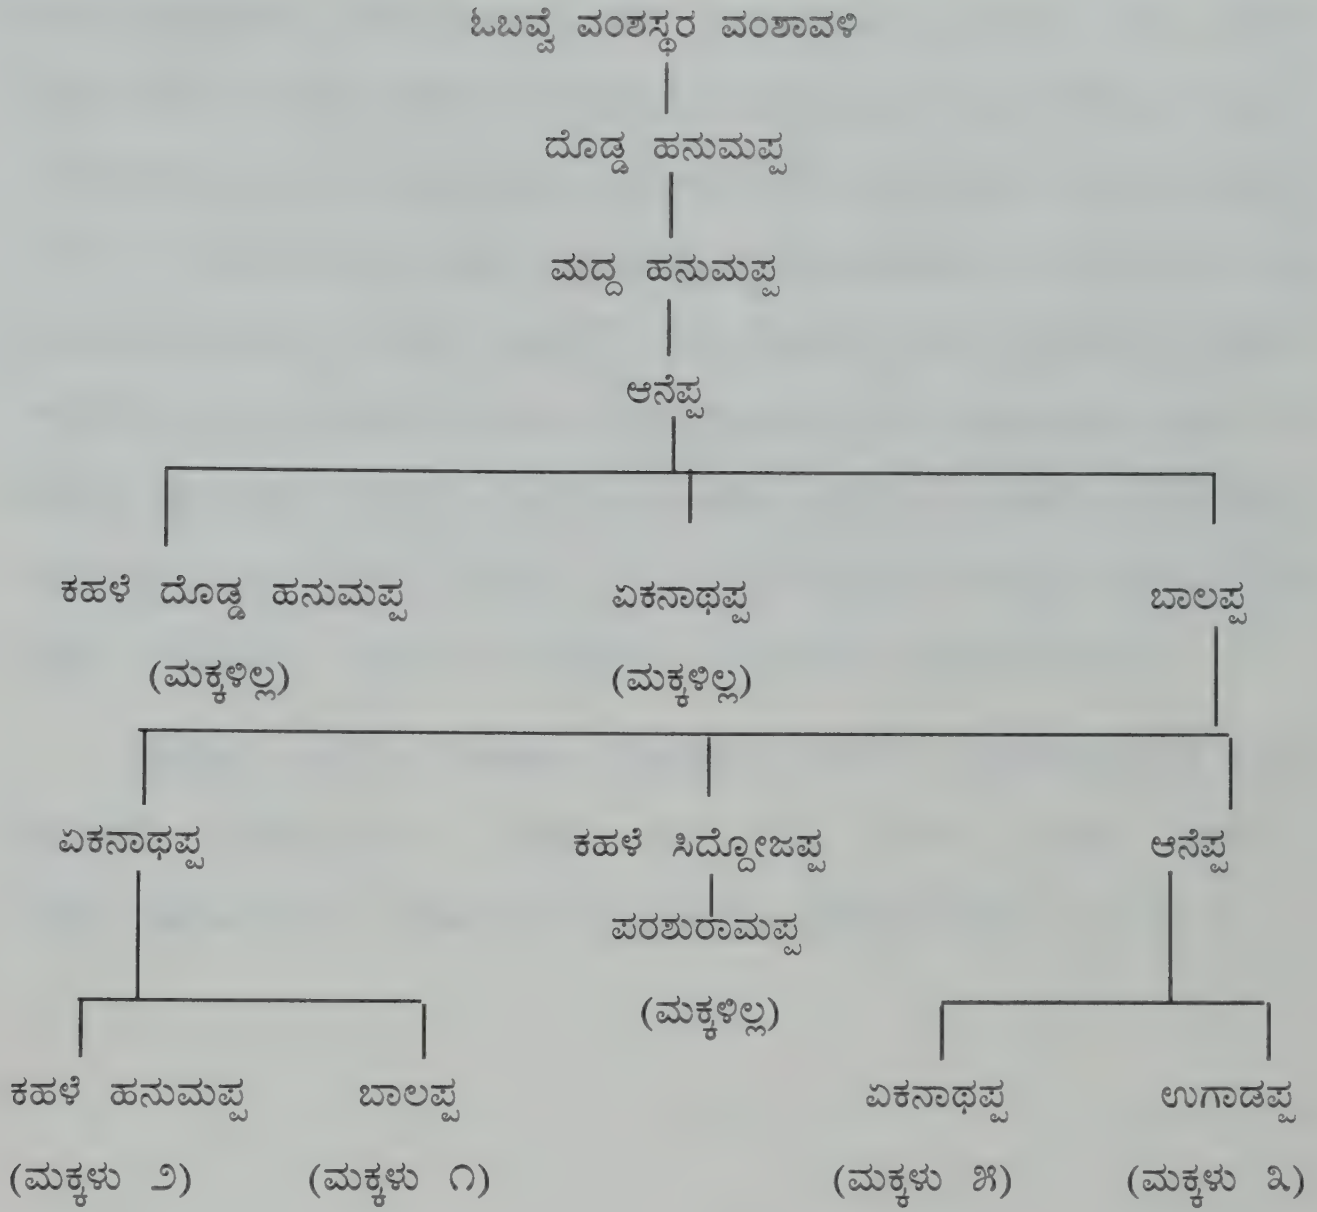 ಓಬವ್ವೆ ವಂಶಸ್ಥರ ವಂಶಾವಳಿ
ದೊಡ್ಡ ಹನುಮಪ್ಪ
ಮದ್ದ ಹನುಮಪ್ಪ
ಆನೆಪ್ಪ
ಕಹಳೆ ದೊಡ್ಡ ಹನುಮಪ್ಪ ಏಕನಾಥಪ್ಪ ಬಾಲಪ್ಪ
(ಮಕ್ಕಳಿಲ್ಲ) (ಮಕ್ಕಳಿಲ್ಲ)
ಏಕನಾಥಪ್ಪ ಕಹಳೆ ಸಿದ್ದೋಜಪ್ಪ ಆನೆಪ್ಪ
ಪರಶುರಾಮಪ್ಪ
(ಮಕ್ಕಳಿಲ್ಲ)
ಕಹಳೆ ಹನುಮಪ್ಪ ಬಾಲಪ್ಪ ಏಕನಾಥಪ್ಪ ಉಗಾಡಪ್ಪ
(ಮಕ್ಕಳು ೨) (ಮಕ್ಕಳು ೧) (ಮಕ್ಕಳು ೫) (ಮಕ್ಕಳು ೩)